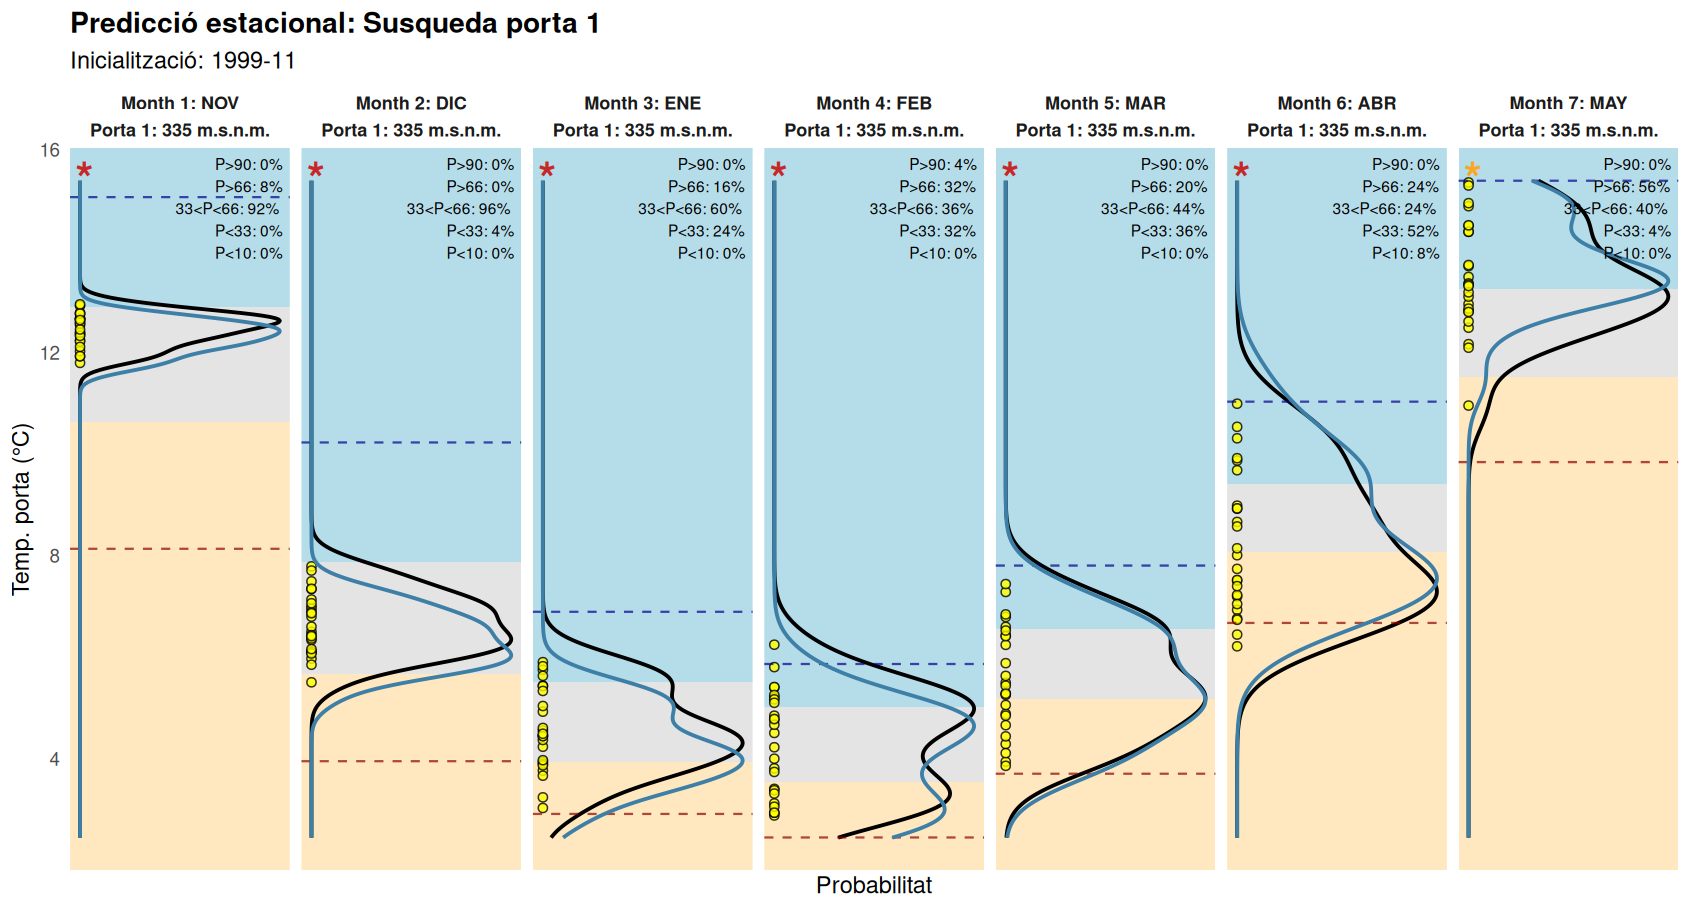 Predicció estacional: Susqueda porta 1
Inicialització: 1999-11
Month 1: NOV
Porta 1: 335 m.s.n.m.
Month 2: DIC
Porta 1: 335 m.s.n.m.
Month 3: ENE
Porta 1: 335 m.s.n.m.
Month 4: FEB
Porta 1: 335 m.s.n.m.
Month 5: MAR
Porta 1: 335 m.s.n.m.
Month 6: ABR
Porta 1: 335 m.s.n.m.
Month 7: MAY
Porta 1: 335 m.s.n.m.
Temp. porta (°C)
16
12
8
4
*
P>90: 0%
P>66: 8%
33<P<66: 92%
P<33: 0%
P<10: 0%
*
P>90: 0%
P>66: 0%
33<P<66: 96%
P<33: 4%
P<10: 0%
*
P>90: 0%
P>66: 16%
33<P<66: 60%
P<33: 24%
P<10: 0%
*
P>90: 4%
P>66: 32%
33<P<66: 36%
P<33: 32%
P<10: 0%
*
P>90: 0%
P>66: 20%
33<P<66: 44%
P<33: 36%
P<10: 0%
*
P>90: 0%
P>66: 24%
33<P<66: 24%
P<33: 52%
P<10: 8%
*
P>90: 0%
P>66: 56%
33<P<66: 40%
P<33: 4%
P<10: 0%
Probabilitat